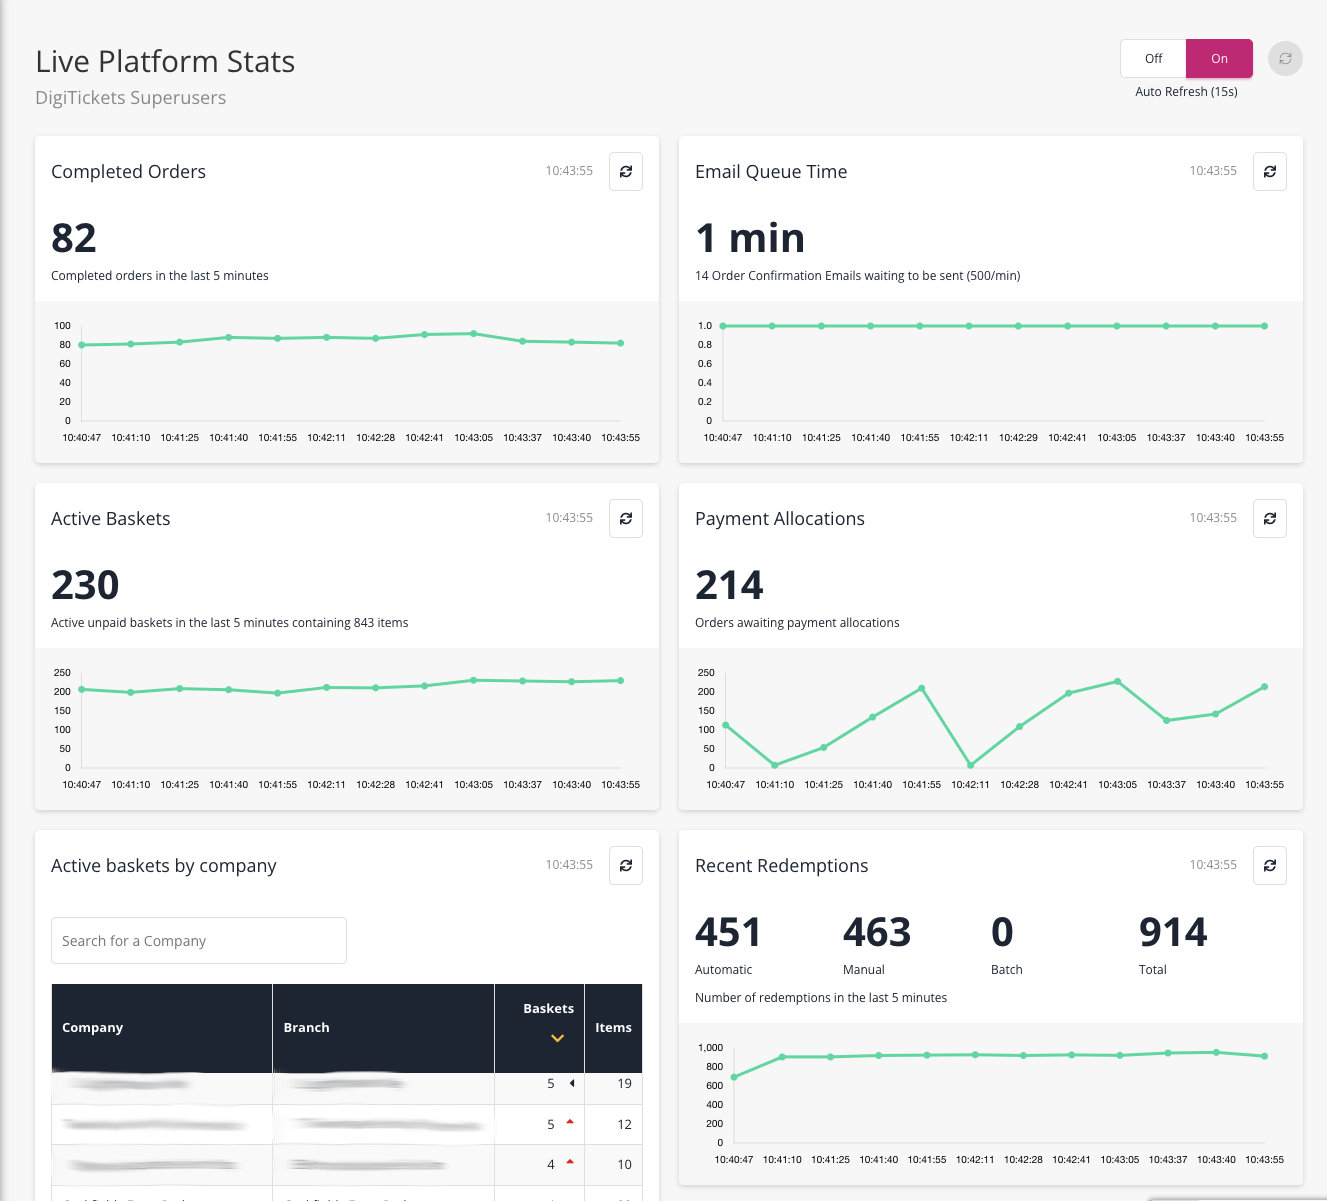 Live Platform Stats
DigiTickets Superusers
Off On
Auto Refresh (15s)
Completed Orders 10:43:55
82
Completed orders in the last 5 minutes
100
80
60
40
20
0
10:40:47 10:41:10 10:41:25 10:41:40 10:41:55 10:42:11 10:42:28 10:42:41 10:43:05 10:43:37 10:43:40 10:43:55
Email Queue Time 10:43:55
1 min
14 Order Confirmation Emails waiting to be sent (500/min)
1.0
0.8
0.6
0.4
0.2
0
10:40:47 10:41:10 10:41:25 10:41:40 10:41:55 10:42:11 10:42:29 10:42:41 10:43:05 10:43:37 10:43:40 10:43:55
Active Baskets 10:43:55
230
Active unpaid baskets in the last 5 minutes containing 843 items
250
200
150
100
50
0
10:40:47 10:41:10 10:41:25 10:41:40 10:41:55 10:42:11 10:42:28 10:42:41 10:43:05 10:43:37 10:43:40 10:43:55
Payment Allocations 10:43:55
214
Orders awaiting payment allocations
250
200
150
100
50
0
10:40:47 10:41:10 10:41:25 10:41:40 10:41:55 10:42:11 10:42:28 10:42:41 10:43:05 10:43:37 10:43:40 10:43:55
Active baskets by company 10:43:55
Search for a Company
Company Branch Baskets Items
5 19
5 12
4 10
Recent Redemptions 10:43:55
451 463 0 914
Automatic Manual Batch Total
Number of redemptions in the last 5 minutes
1,000
800
600
400
200
0
10:40:47 10:41:10 10:41:25 10:41:40 10:41:55 10:42:11 10:42:28 10:42:41 10:43:05 10:43:37 10:43:40 10:43:55